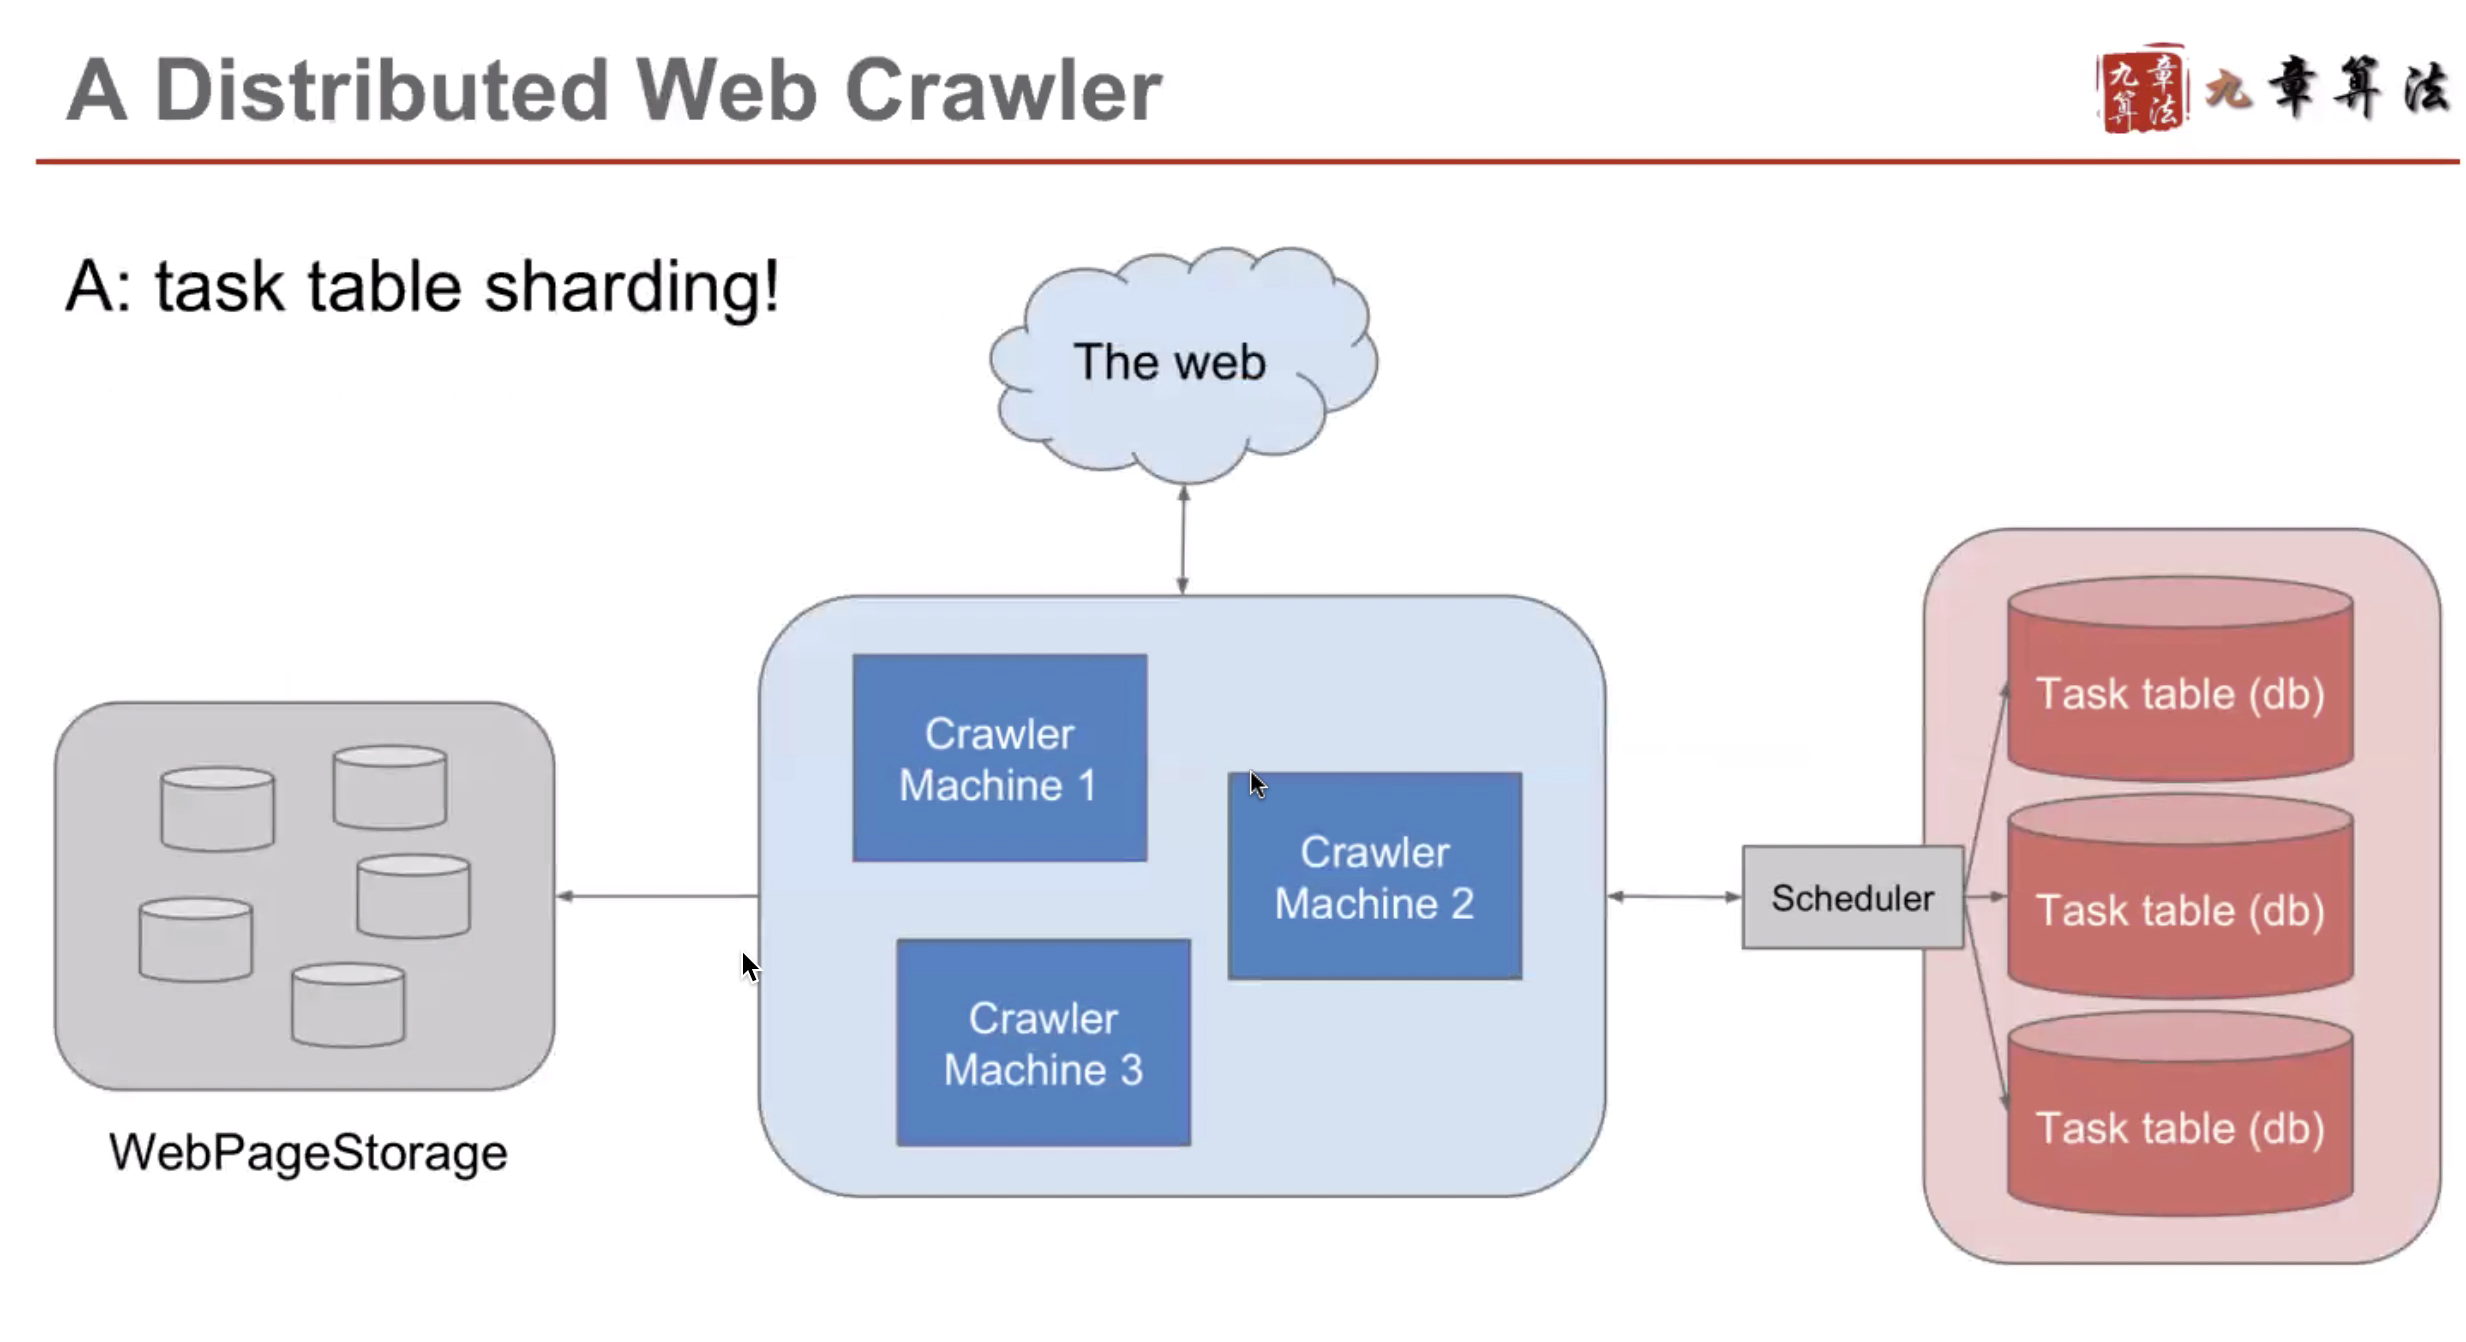 A Distributed Web Crawler
九章
算法
九章算法
A: task table sharding!
The web
Crawler
Machine 1
Crawler
Machine 2
Crawler
Machine 3
WebPageStorage
Scheduler
Task table (db)
Task table (db)
Task table (db)